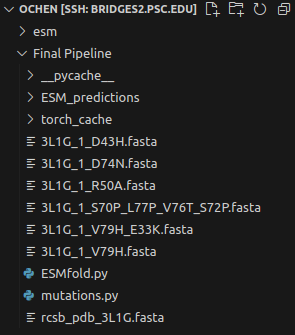 OCHEN [SSH: BRIDGES2.PSC.EDU]
esm
Final Pipeline
__pycache__
ESM_predictions
torch_cache
3L1G_1_D43H.fasta
3L1G_1_D74N.fasta
3L1G_1_R50A.fasta
3L1G_1_S70P_L77P_V76T_S72P.fasta
3L1G_1_V79H_E33K.fasta
3L1G_1_V79H.fasta
ESMfold.py
mutations.py
rcsb_pdb_3L1G.fasta